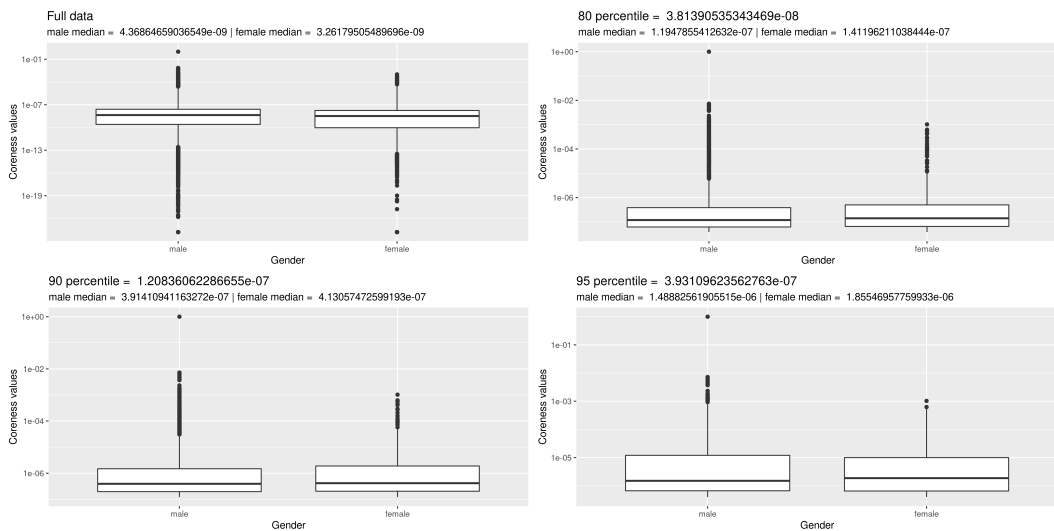 Full data
male median = 4.36864659036549e-09 | female median = 3.26179505489696e-09
1e-01
1e-07
1e-13
1e-19
Coreness values
male
female
Gender
80 percentile = 3.81390535343469e-08
male median = 1.1947855412632e-07 | female median = 1.41196211038444e-07
1e+00
1e-02
1e-04
1e-06
Coreness values
male
female
Gender
90 percentile = 1.20836062286655e-07
male median = 3.91410941163272e-07 | female median = 4.13057472599193e-07
1e+00
1e-02
1e-04
1e-06
Coreness values
male
female
Gender
95 percentile = 3.93109623562763e-07
male median = 1.48882561905515e-06 | female median = 1.85546957759933e-06
1e-01
1e-03
1e-05
Coreness values
male
female
Gender